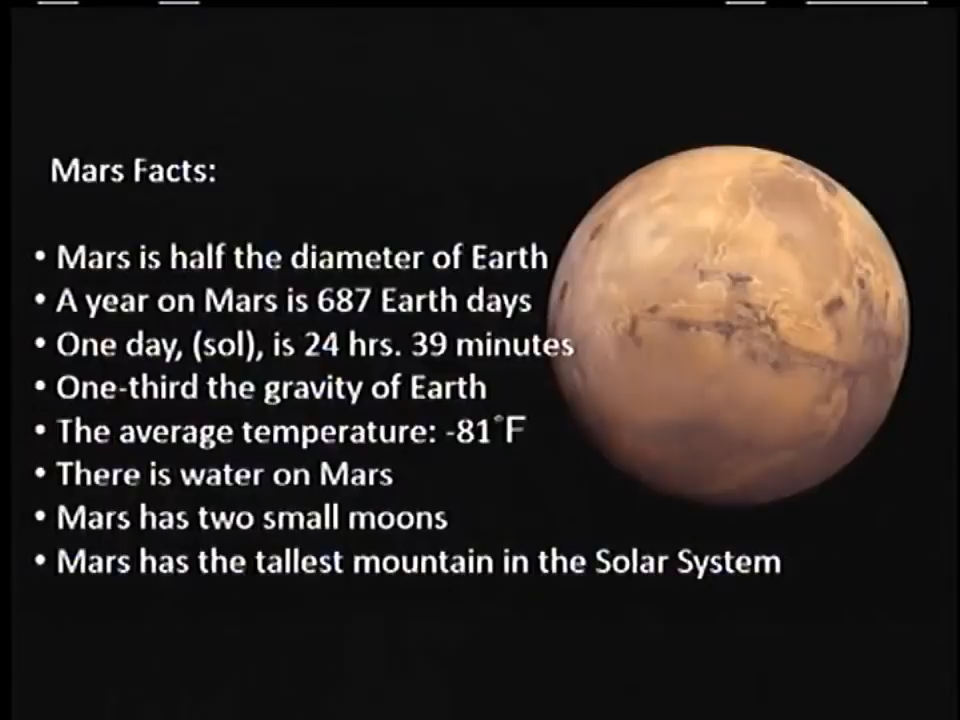 Mars Facts:
• Mars is half the diameter of Earth
• A year on Mars is 687 Earth days
• One day, (sol), is 24 hrs. 39 minutes
• One-third the gravity of Earth
• The average temperature: -81°F
• There is water on Mars
• Mars has two small moons
• Mars has the tallest mountain in the Solar System